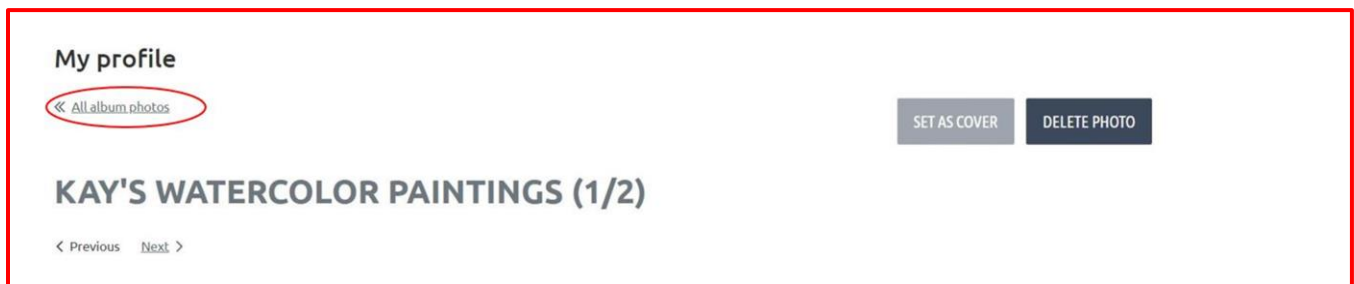 My profile
« All album photos
SET AS COVER DELETE PHOTO
KAY'S WATERCOLOR PAINTINGS (1/2)
< Previous Next >